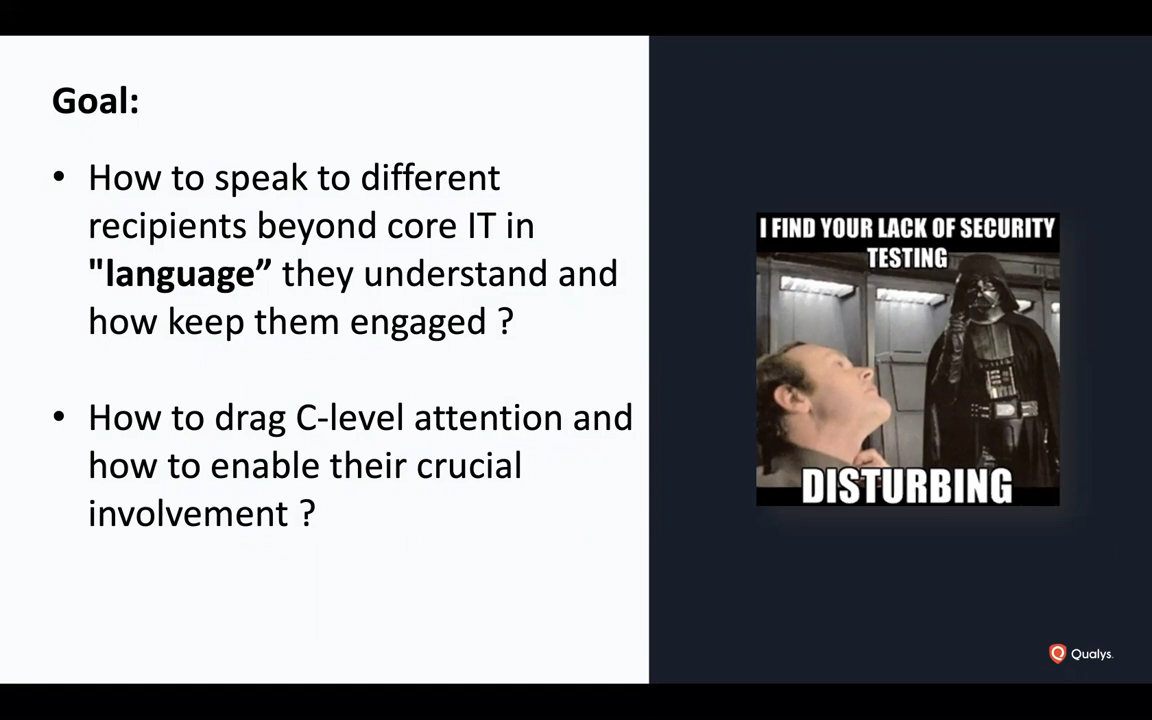 Goal:
• How to speak to different
recipients beyond core IT in
"language” they understand and
how keep them engaged ?
• How to drag C-level attention and
how to enable their crucial
involvement ?
I FIND YOUR LACK OF SECURITY
TESTING
DISTURBING
Qualys.